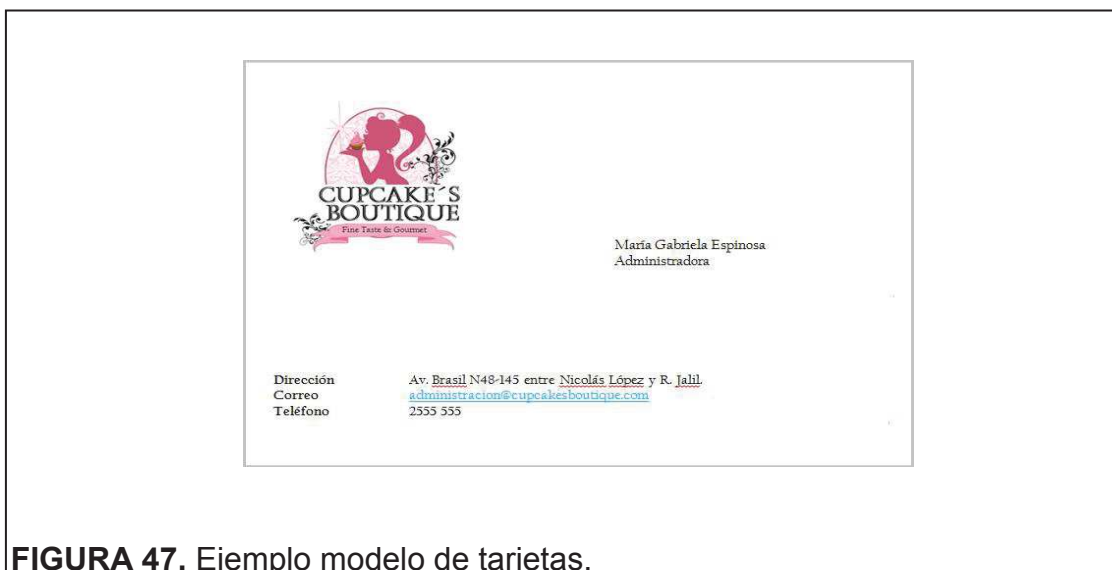 CUPCAKE´S
BOUTIQUE
Fine Taste & Gourmet
María Gabriela Espinosa
Administradora
Dirección Av. Brasil N48-145 entre Nicolás López y R. Jalil.
Correo administracion@cupcakesboutique.com
Teléfono 2555 555
FIGURA 47. Ejemplo modelo de tarjetas.